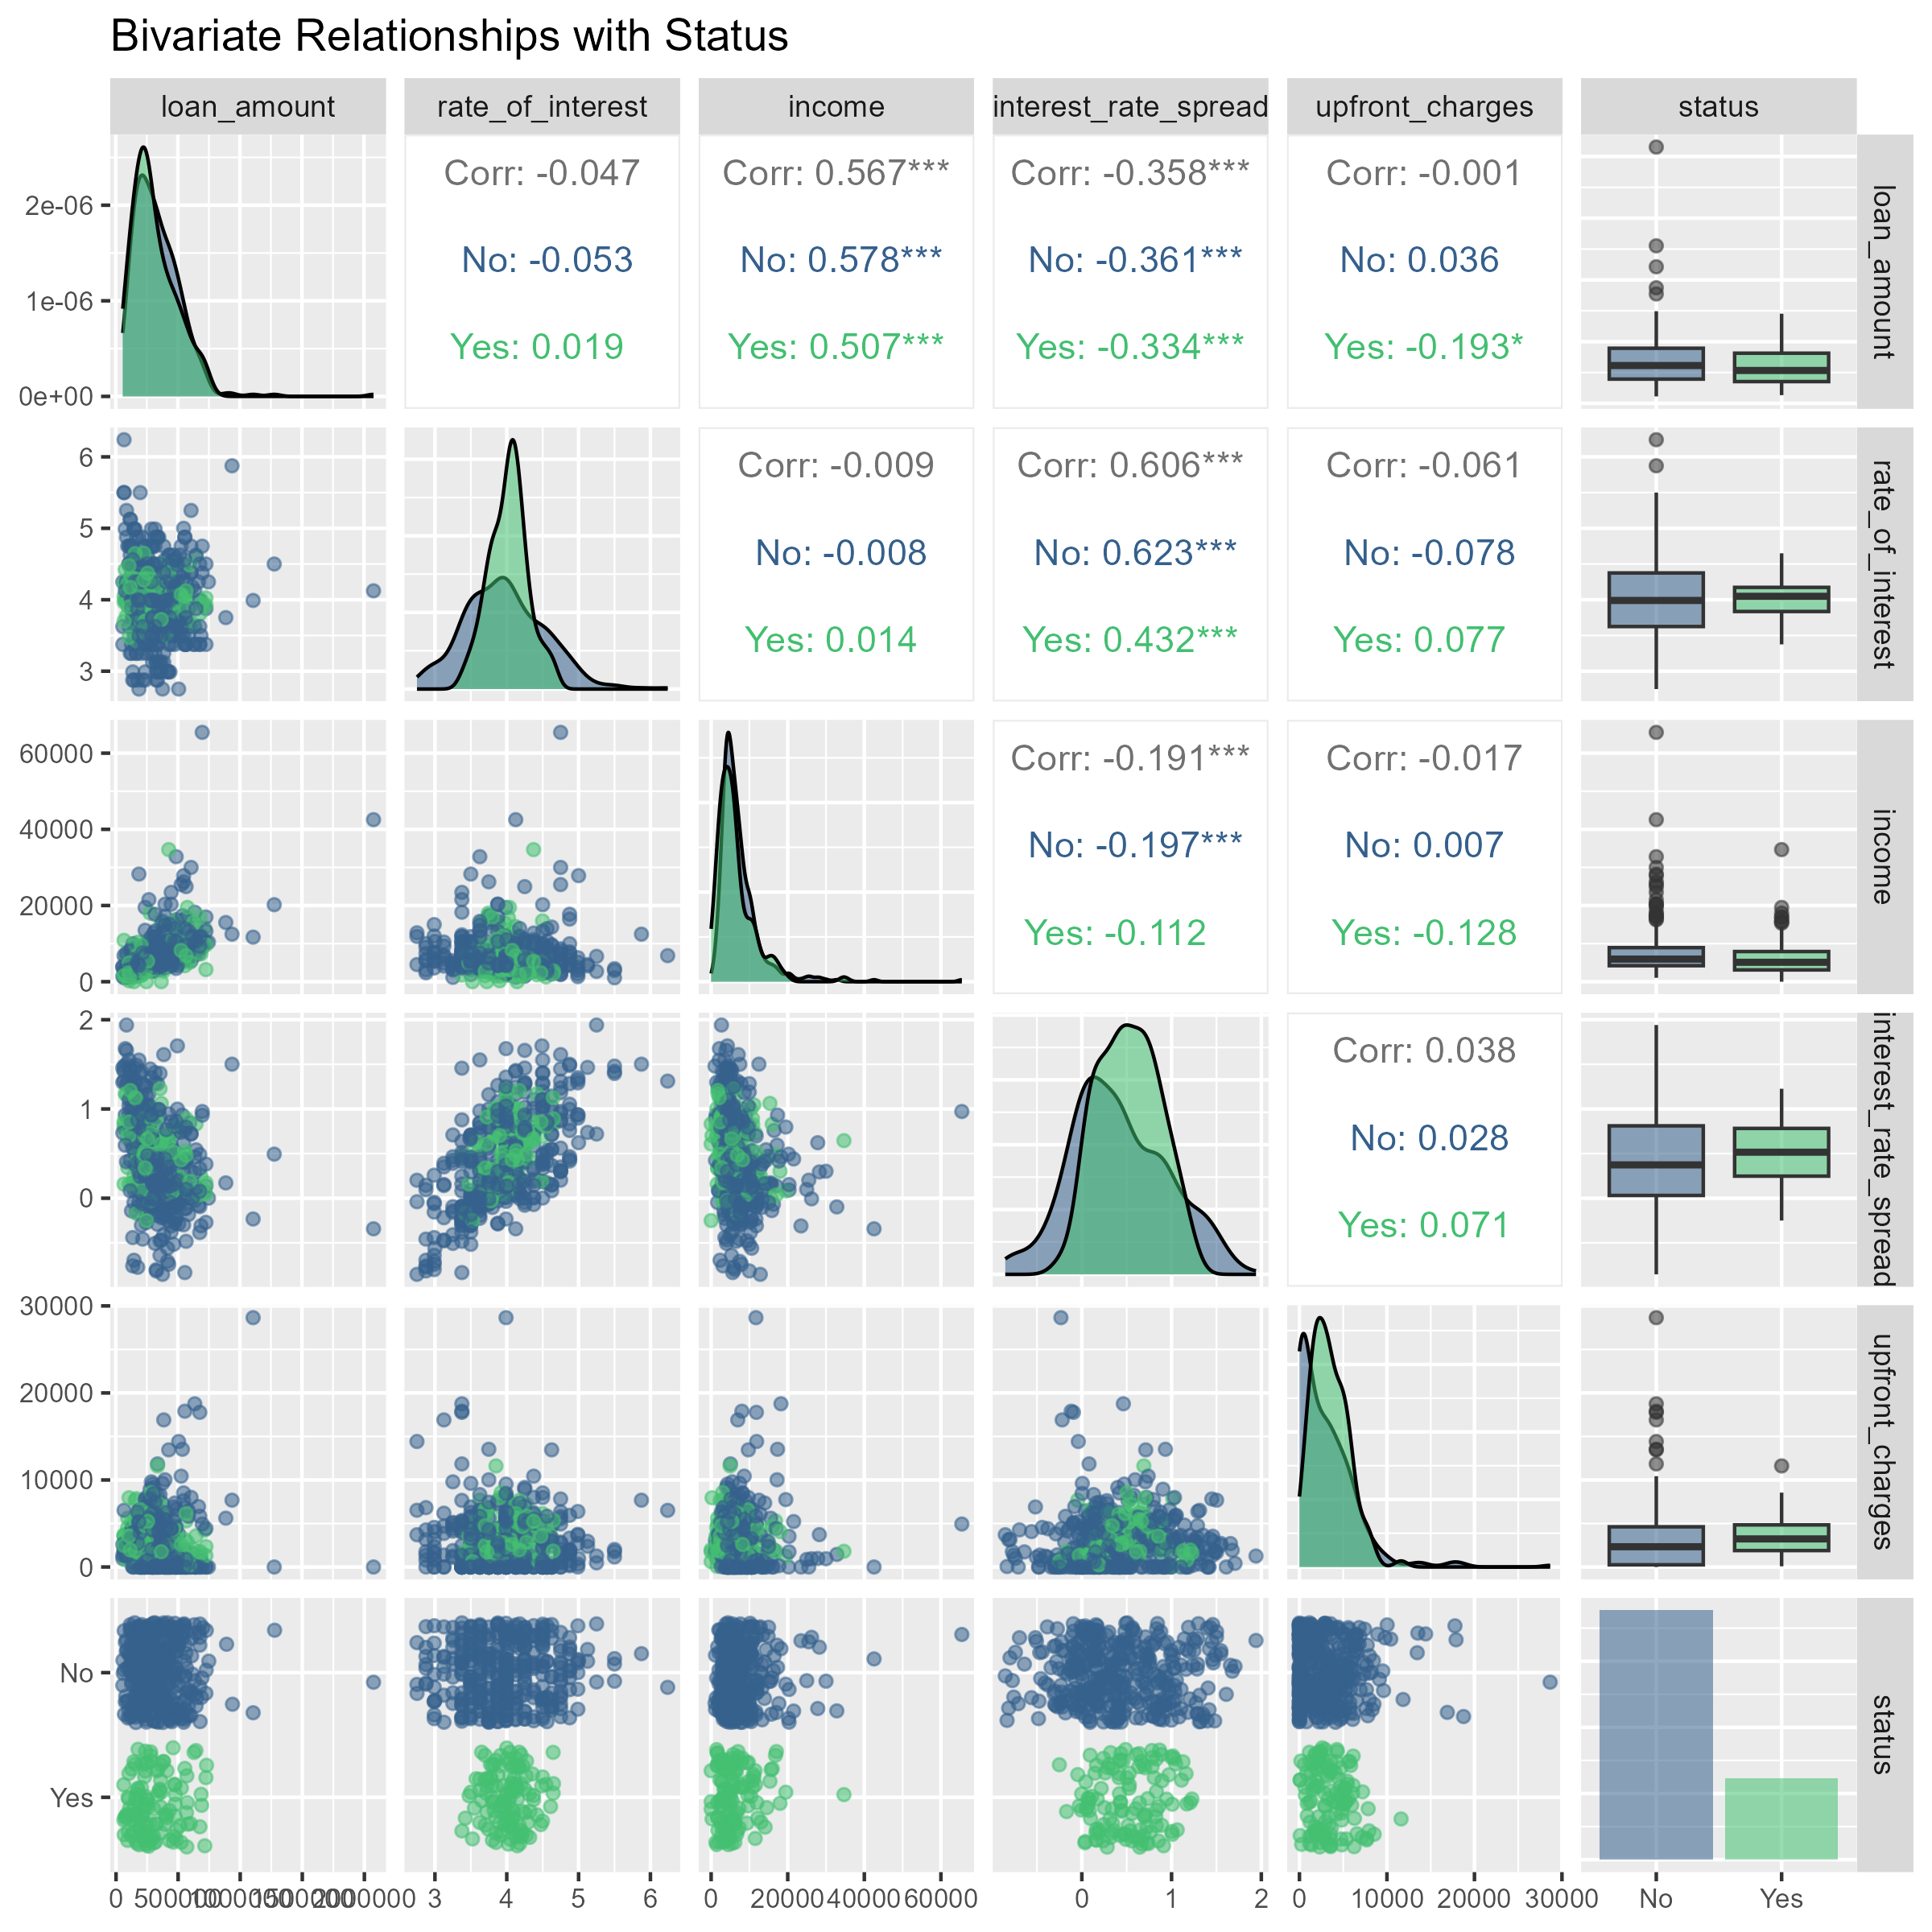 Bivariate Relationships with Status
loan_amount rate_of_interest income interest_rate_spread upfront_charges status
Corr: -0.047 Corr: 0.567*** Corr: -0.358*** Corr: -0.001
No: -0.053 No: 0.578*** No: -0.361*** No: 0.036
Yes: 0.019 Yes: 0.507*** Yes: -0.334*** Yes: -0.193*
2e-06
1e-06
0e+00
loan_amount
Corr: -0.009 Corr: 0.606*** Corr: -0.061
No: -0.008 No: 0.623*** No: -0.078
Yes: 0.014 Yes: 0.432*** Yes: 0.077
6
5
4
3
rate_of_interest
Corr: -0.191*** Corr: -0.017
No: -0.197*** No: 0.007
Yes: -0.112 Yes: -0.128
60000
40000
20000
0
income
Corr: 0.038
No: 0.028
Yes: 0.071
2
1
0
interest_rate_spread
30000
20000
10000
0
upfront_charges
No
Yes
status
0 500000 1000000 1500000 2000000 3 4 5 6 0 20000 40000 60000 0 1 2 0 10000 20000 30000 No Yes